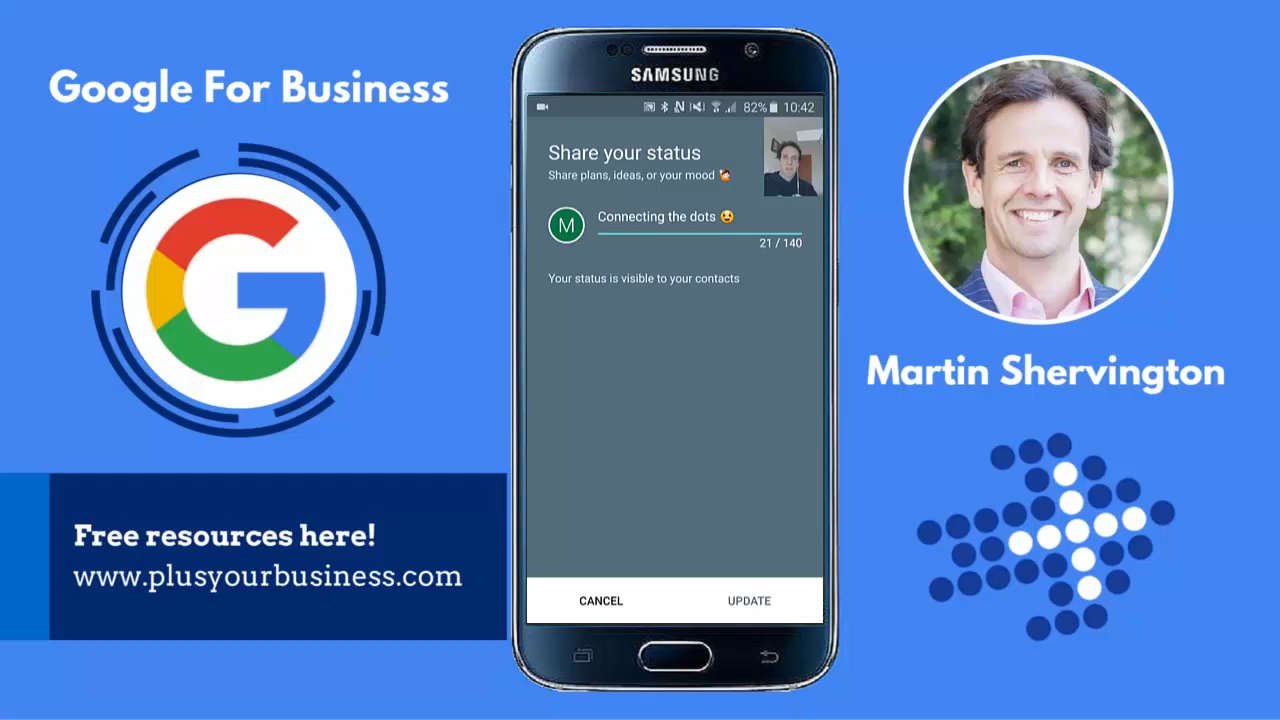 Google For Business
Free resources here!
www.plusyourbusiness.com
SAMSUNG
82% 10:42
Share your status
Share plans, ideas, or your mood 💁
M
Connecting the dots 😉
21 / 140
Your status is visible to your contacts
CANCEL
UPDATE
Martin Shervington